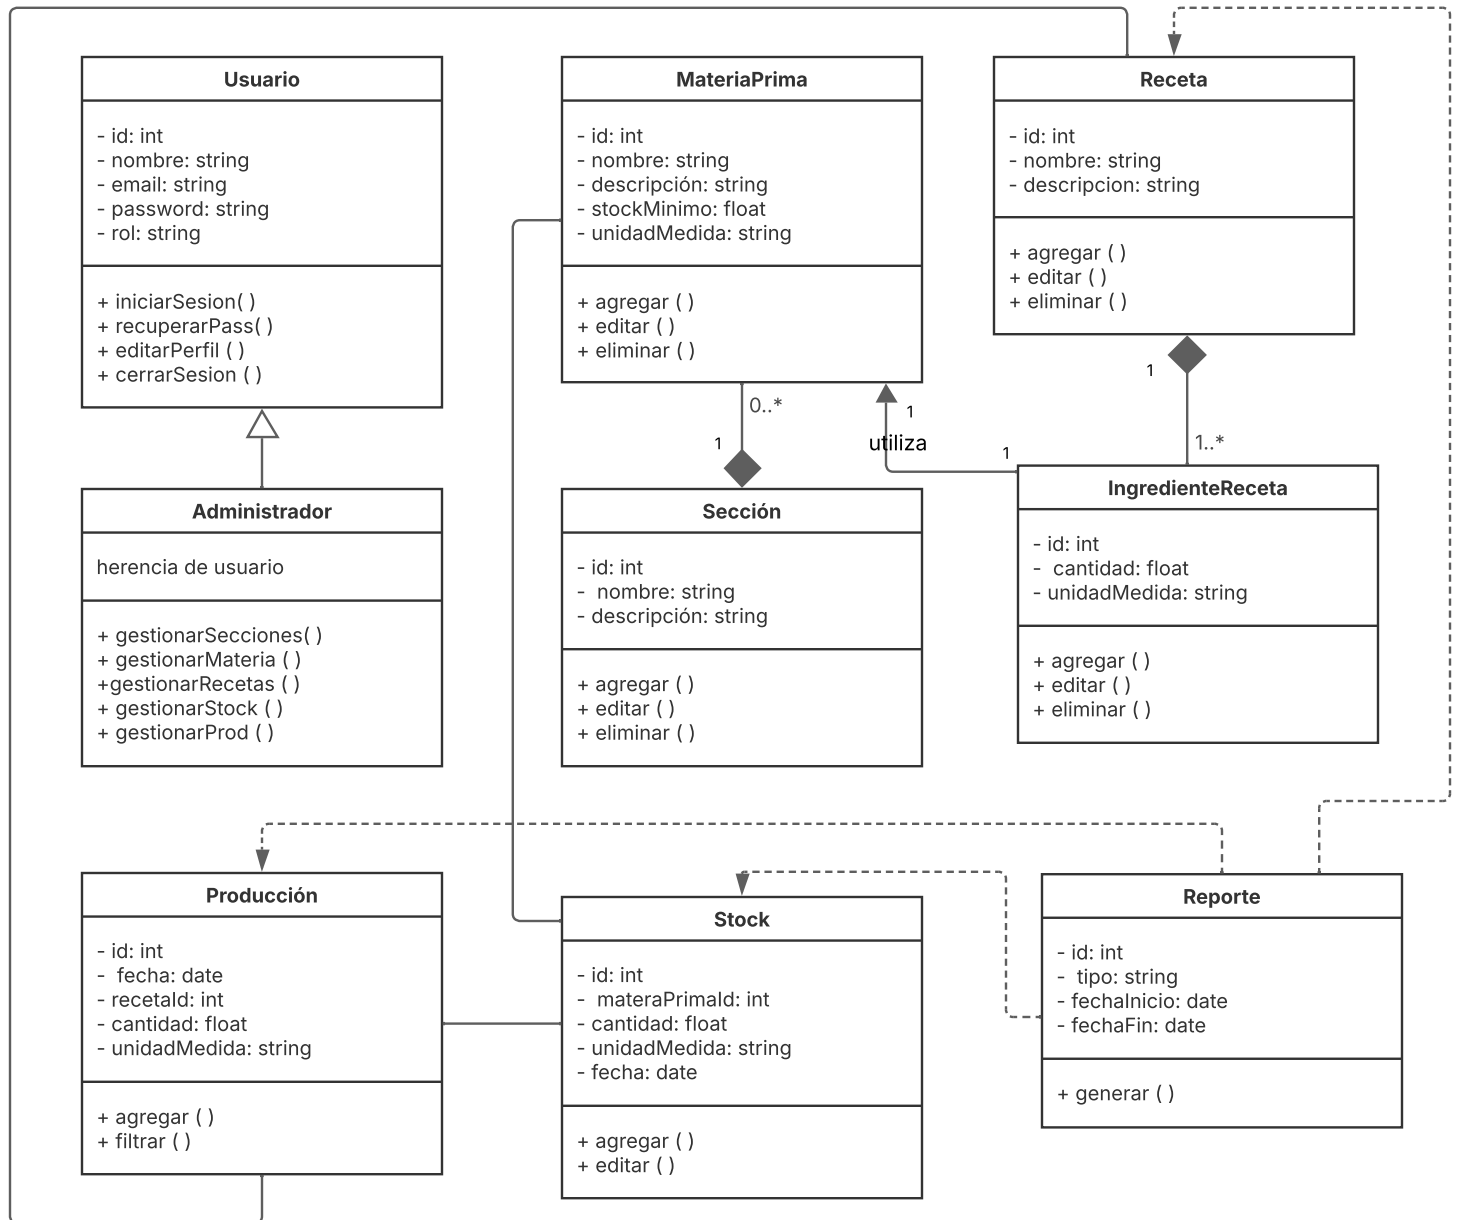 Usuario
- id: int
- nombre: string
- email: string
- password: string
- rol: string
+ iniciarSesion( )
+ recuperarPass( )
+ editarPerfil ( )
+ cerrarSesion ( )
MateriaPrima
- id: int
- nombre: string
- descripción: string
- stockMinimo: float
- unidadMedida: string
+ agregar ( )
+ editar ( )
+ eliminar ( )
Receta
- id: int
- nombre: string
- descripcion: string
+ agregar ( )
+ editar ( )
+ eliminar ( )
0..*
1
1
utiliza
1
1
1..*
Administrador
herencia de usuario
+ gestionarSecciones( )
+ gestionarMateria ( )
+gestionarRecetas ( )
+ gestionarStock ( )
+ gestionarProd ( )
Sección
- id: int
-  nombre: string
- descripción: string
+ agregar ( )
+ editar ( )
+ eliminar ( )
IngredienteReceta
- id: int
-  cantidad: float
- unidadMedida: string
+ agregar ( )
+ editar ( )
+ eliminar ( )
Producción
- id: int
-  fecha: date
- recetaId: int
- cantidad: float
- unidadMedida: string
+ agregar ( )
+ filtrar ( )
Stock
- id: int
-  materaPrimaId: int
- cantidad: float
- unidadMedida: string
- fecha: date
+ agregar ( )
+ editar ( )
Reporte
- id: int
-  tipo: string
- fechaInicio: date
- fechaFin: date
+ generar ( )